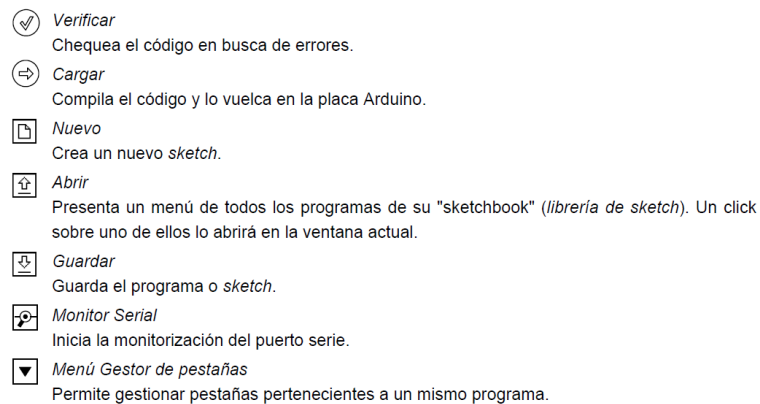 Verificar
Chequea el código en busca de errores.
Cargar
Compila el código y lo vuelca en la placa Arduino.
Nuevo
Crea un nuevo sketch.
Abrir
Presenta un menú de todos los programas de su "sketchbook" (librería de sketch). Un click
sobre uno de ellos lo abrirá en la ventana actual.
Guardar
Guarda el programa o sketch.
Monitor Serial
Inicia la monitorización del puerto serie.
Menú Gestor de pestañas
Permite gestionar pestañas pertenecientes a un mismo programa.